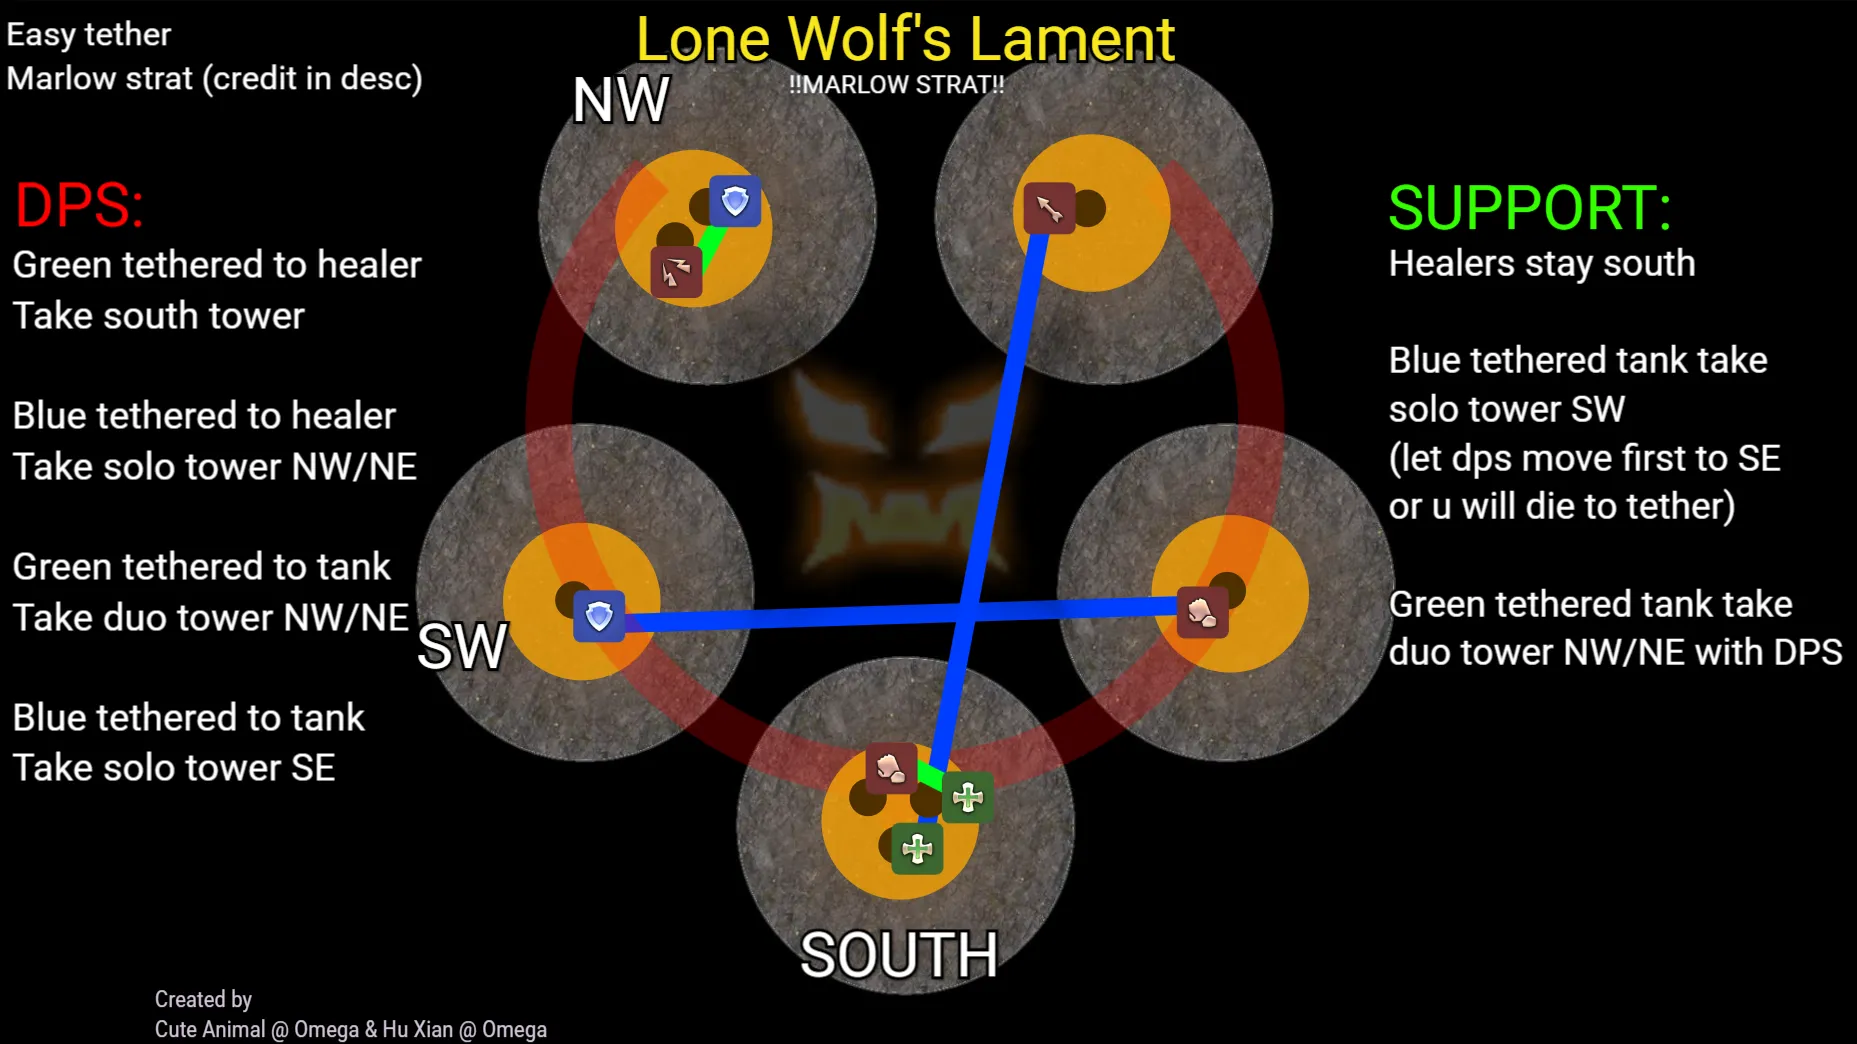 Easy tether
Marlow strat (credit in desc)
Lone Wolf's Lament
!!MARLOW STRAT!!
NW
DPS:
Green tethered to healer
Take south tower
Blue tethered to healer
Take solo tower NW/NE
Green tethered to tank
Take duo tower NW/NE
Blue tethered to tank
Take solo tower SE
SW
SOUTH
SUPPORT:
Healers stay south
Blue tethered tank take
solo tower SW
(let dps move first to SE
or u will die to tether)
Green tethered tank take
duo tower NW/NE with DPS
Created by
Cute Animal @ Omega & Hu Xian @ Omega